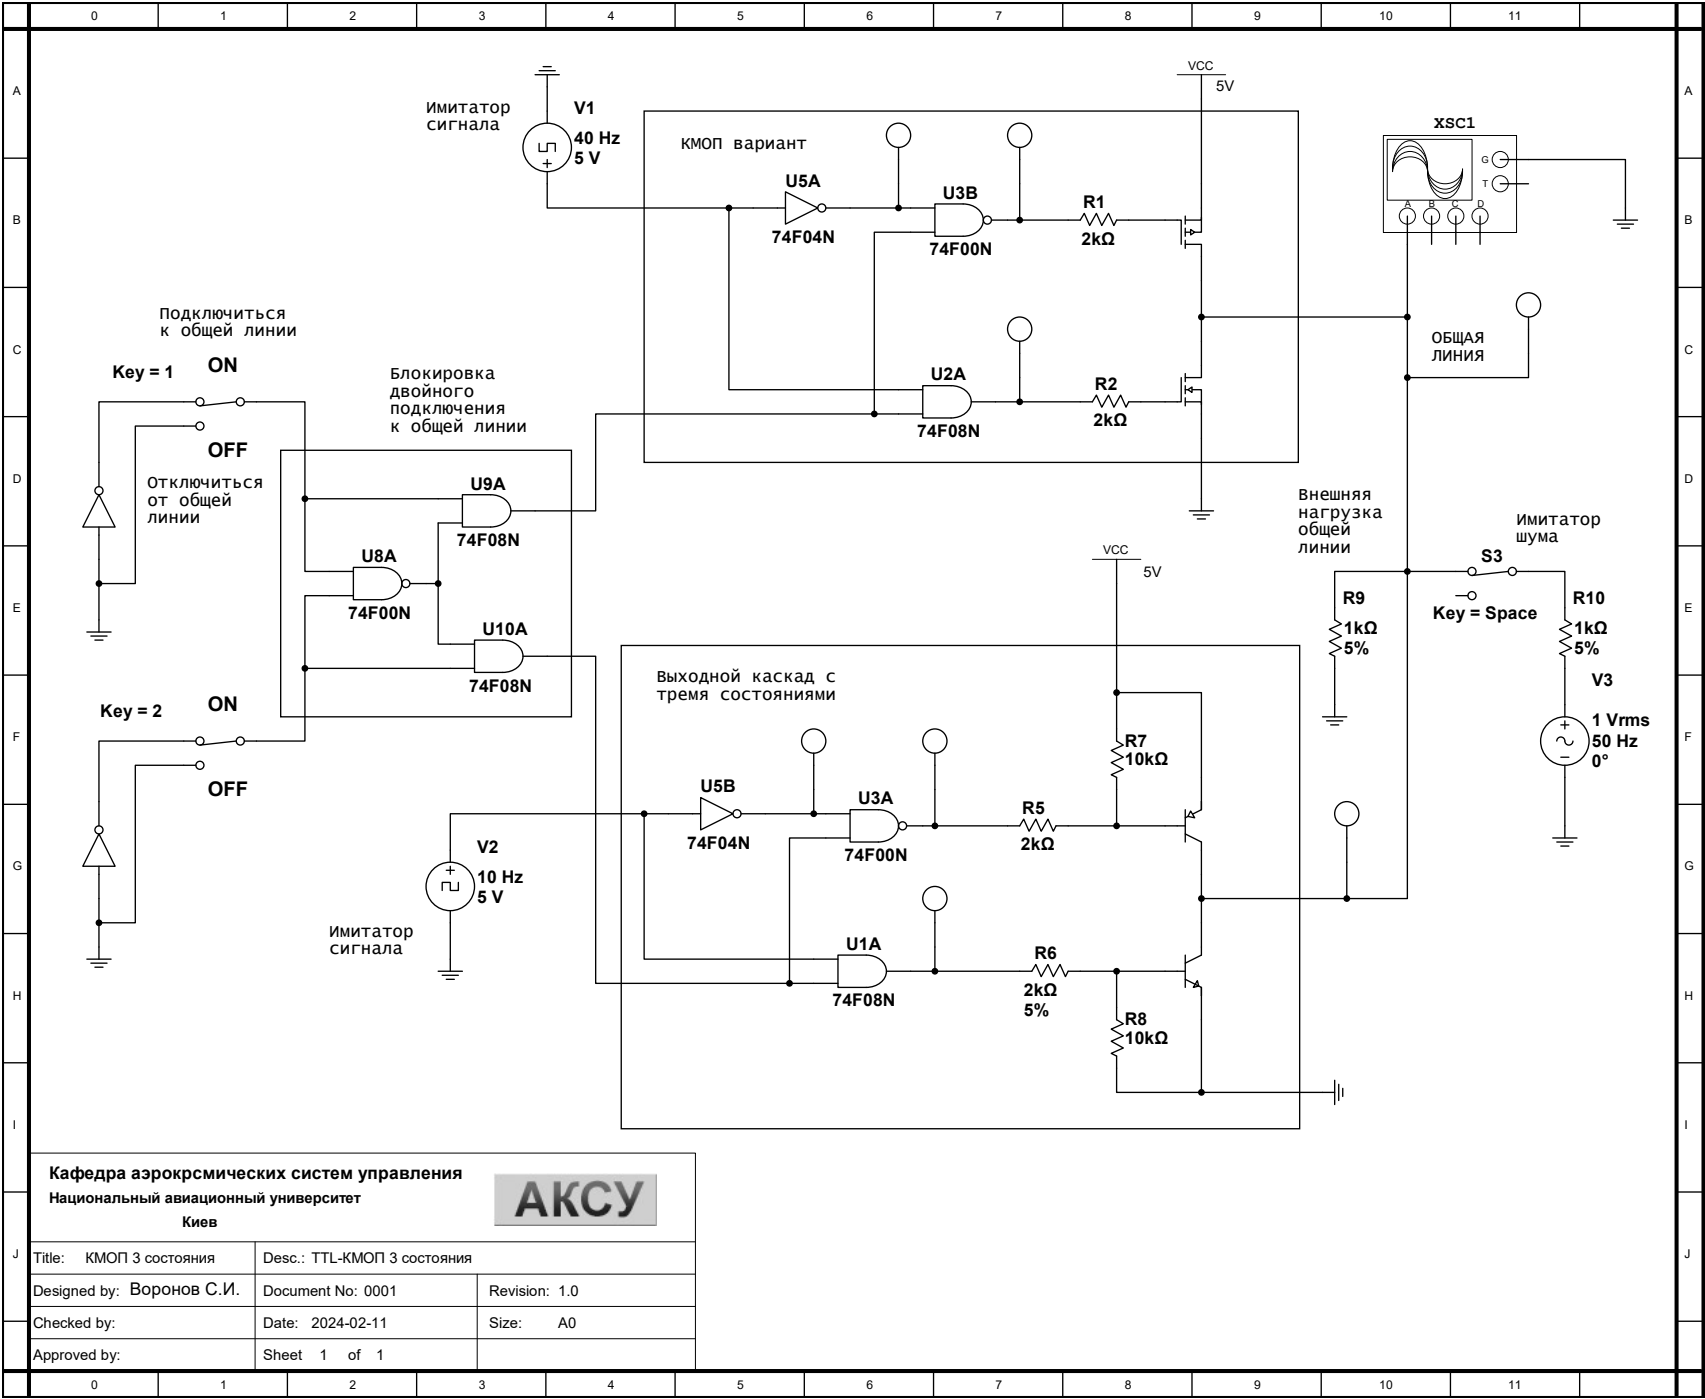 0 1 2 3 4 5 6 7 8 9 10 11
A
B
C
D
E
F
G
H
I
J
A
B
C
D
E
F
G
H
I
J
Имитатор
сигнала
V1
40 Hz
5 V
КМОП вариант
U5A
74F04N
U3B
74F00N
R1
2kΩ
VCC
5V
XSC1
G
T
A B C D
U2A
74F08N
R2
2kΩ
ОБЩАЯ
ЛИНИЯ
Подключиться
к общей линии
Key = 1
ON
OFF
Отключиться
от общей
линии
Блокировка
двойного
подключения
к общей линии
U9A
74F08N
U8A
74F00N
U10A
74F08N
Key = 2
ON
OFF
Внешняя
нагрузка
общей
линии
Имитатор
шума
S3
Key = Space
R9
1kΩ
5%
R10
1kΩ
5%
V3
1 Vrms
50 Hz
0°
VCC
5V
Выходной каскад с
тремя состояниями
R7
10kΩ
U5B
74F04N
U3A
74F00N
R5
2kΩ
V2
10 Hz
5 V
Имитатор
сигнала
U1A
74F08N
R6
2kΩ
5%
R8
10kΩ
Кафедра аэрокрсмических систем управления
Национальный авиационный университет
Киев
АКСУ
Title: КМОП 3 состояния
Desc.: TTL-КМОП 3 состояния
Designed by: Воронов С.И.
Document No: 0001
Revision: 1.0
Checked by:
Date: 2024-02-11
Size: A0
Approved by:
Sheet 1 of 1
0 1 2 3 4 5 6 7 8 9 10 11